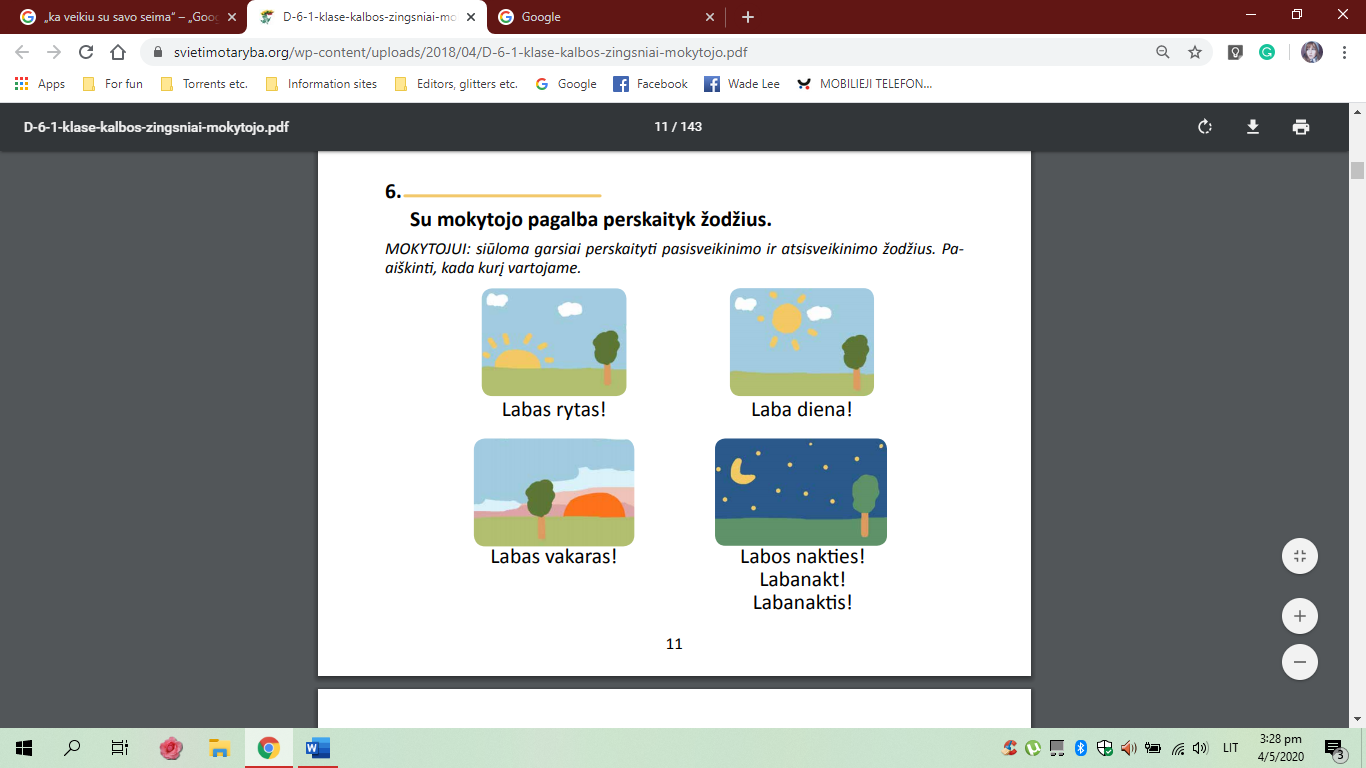 „ka veikiu su savo seima“ – „Goo
D-6-1-klase-kalbos-zingsniai-mo
Google
svietimotaryba.org/wp-content/uploads/2018/04/D-6-1-klase-kalbos-zingsniai-mokytojo.pdf
Apps
For fun
Torrents etc.
Information sites
Editors, glitters etc.
Google
Facebook
Wade Lee
MOBILIEJI TELEFON...
D-6-1-klase-kalbos-zingsniai-mokytojo.pdf
11 / 143
6.
Su mokytojo pagalba perskaityk žodžius.
MOKYTOJUI: siūloma garsiai perskaityti pasisveikinimo ir atsisveikinimo žodžius. Pa-
aiškinti, kada kurį vartojame.
Labas rytas!
Laba diena!
Labas vakaras!
Labos nakties!
Labanakt!
Labanaktis!
11
LIT
3:28 pm
4/5/2020
3